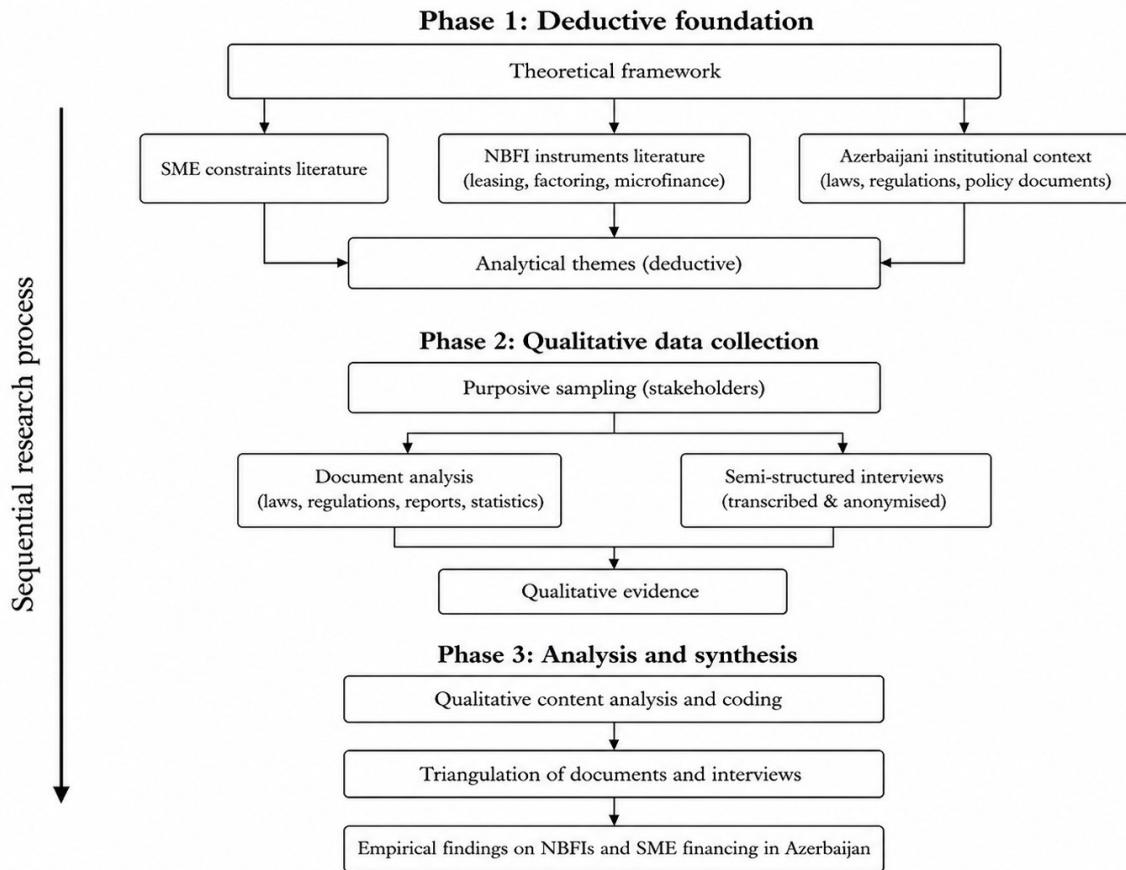 Phase 1: Deductive foundation
Theoretical framework
SME constraints literature
NBFI instruments literature
(leasing, factoring, microfinance)
Azerbaijani institutional context
(laws, regulations, policy documents)
Analytical themes (deductive)
Sequential research process
Phase 2: Qualitative data collection
Purposive sampling (stakeholders)
Document analysis
(laws, regulations, reports, statistics)
Semi-structured interviews
(transcribed & anonymised)
Qualitative evidence
Phase 3: Analysis and synthesis
Qualitative content analysis and coding
Triangulation of documents and interviews
Empirical findings on NBFIs and SME financing in Azerbaijan